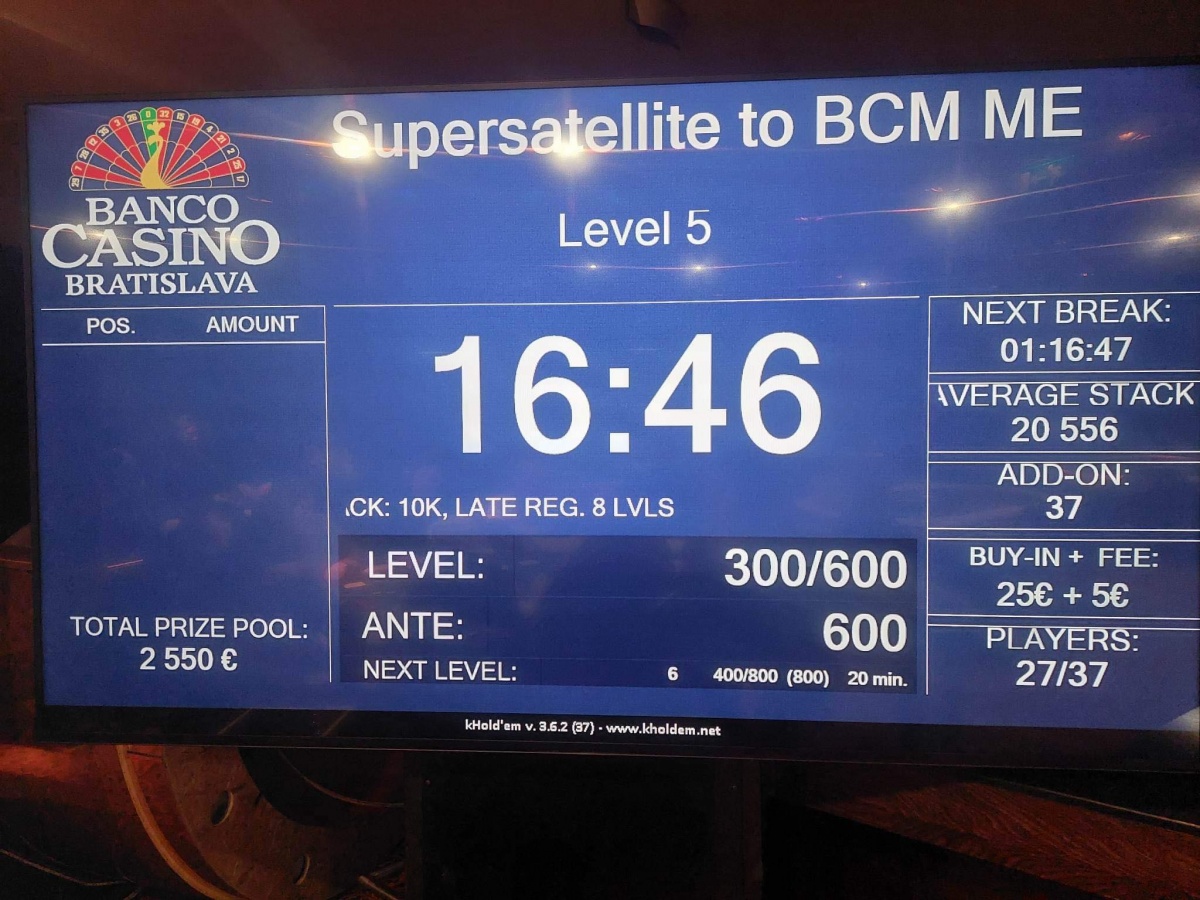 Supersatellite to BCM ME
BANCO
CASINO
BRATISLAVA
Level 5
POS. AMOUNT
16:46
ACK: 10K, LATE REG. 8 LVLS
LEVEL: 300/600
ANTE: 600
NEXT LEVEL: 6 400/800 (800) 20 min.
TOTAL PRIZE POOL:
2 550 €
NEXT BREAK:
01:16:47
AVERAGE STACK
20 556
ADD-ON:
37
BUY-IN + FEE:
25€ + 5€
PLAYERS:
27/37
kHold'em v. 3.6.2 (37) - www.kholdem.net